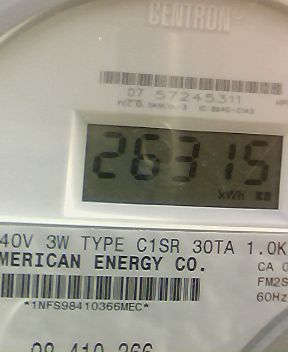 CENTRON®
07 57245311
26315
kWh
40V 3W TYPE C1SR 30TA 1.0K
MERICAN ENERGY CO.
CA 0
FM2S
60Hz
*1NFS98410366MEC*
98 410 366